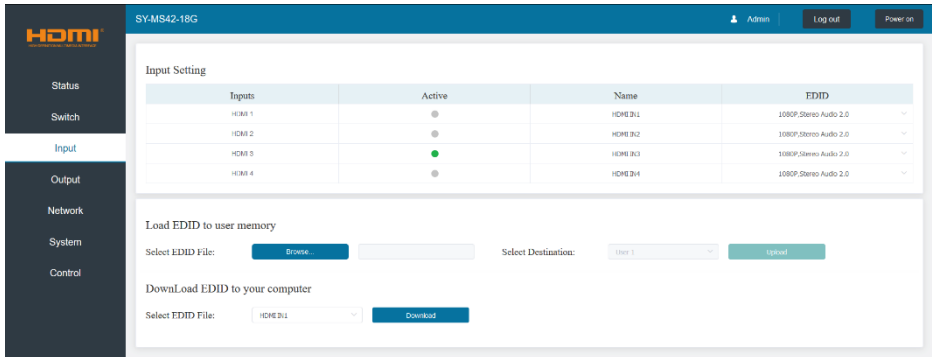 HDMI
SY-MS42-18G
Admin
Log out
Power on
Status
Switch
Input
Output
Network
System
Control
Input Setting
Inputs Active Name EDID
HDMI 1 HDMI IN1 1080P,Stereo Audio 2.0
HDMI 2 HDMI IN2 1080P,Stereo Audio 2.0
HDMI 3 HDMI IN3 1080P,Stereo Audio 2.0
HDMI 4 HDMI IN4 1080P,Stereo Audio 2.0
Load EDID to user memory
Select EDID File: Browse... Select Destination: User 1 Upload
DownLoad EDID to your computer
Select EDID File: HDMI IN1 Download